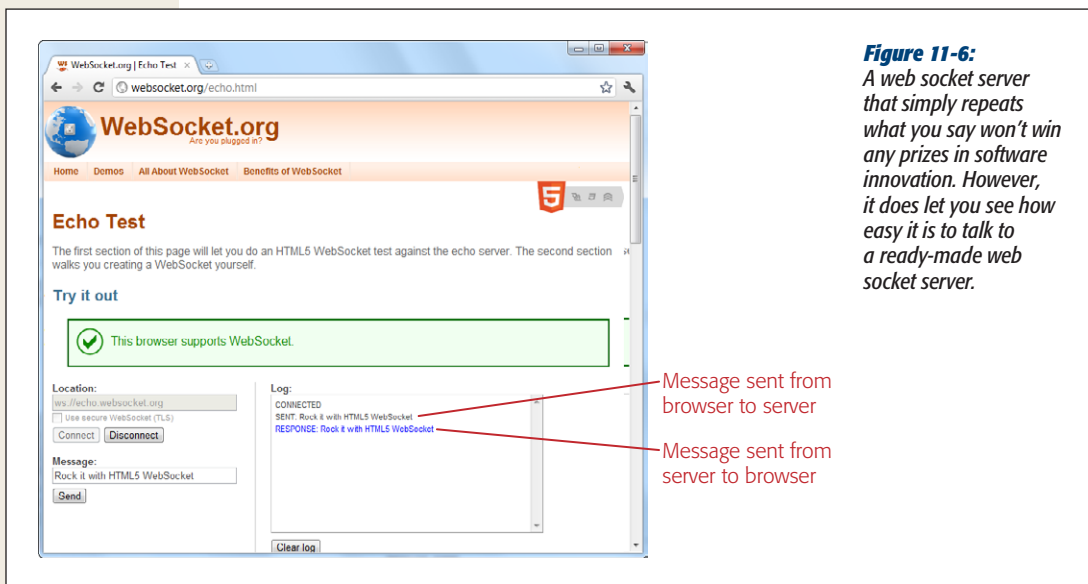 WebSocket.org | Echo Test
websocket.org/echo.html
WebSocket.org
Are you plugged in?
Home Demos All About WebSocket Benefits of WebSocket
5
Echo Test
The first section of this page will let you do an HTML5 WebSocket test against the echo server. The second section
walks you creating a WebSocket yourself.
Try it out
This browser supports WebSocket.
Location:
ws://echo.websocket.org
Use secure WebSocket (TLS)
Connect Disconnect
Message:
Rock it with HTML5 WebSocket
Send
Log:
CONNECTED
SENT: Rock it with HTML5 WebSocket
RESPONSE: Rock it with HTML5 WebSocket
Clear log
Message sent from
browser to server
Message sent from
server to browser
Figure 11-6:
A web socket server
that simply repeats
what you say won't win
any prizes in software
innovation. However,
it does let you see how
easy it is to talk to
a ready-made web
socket server.